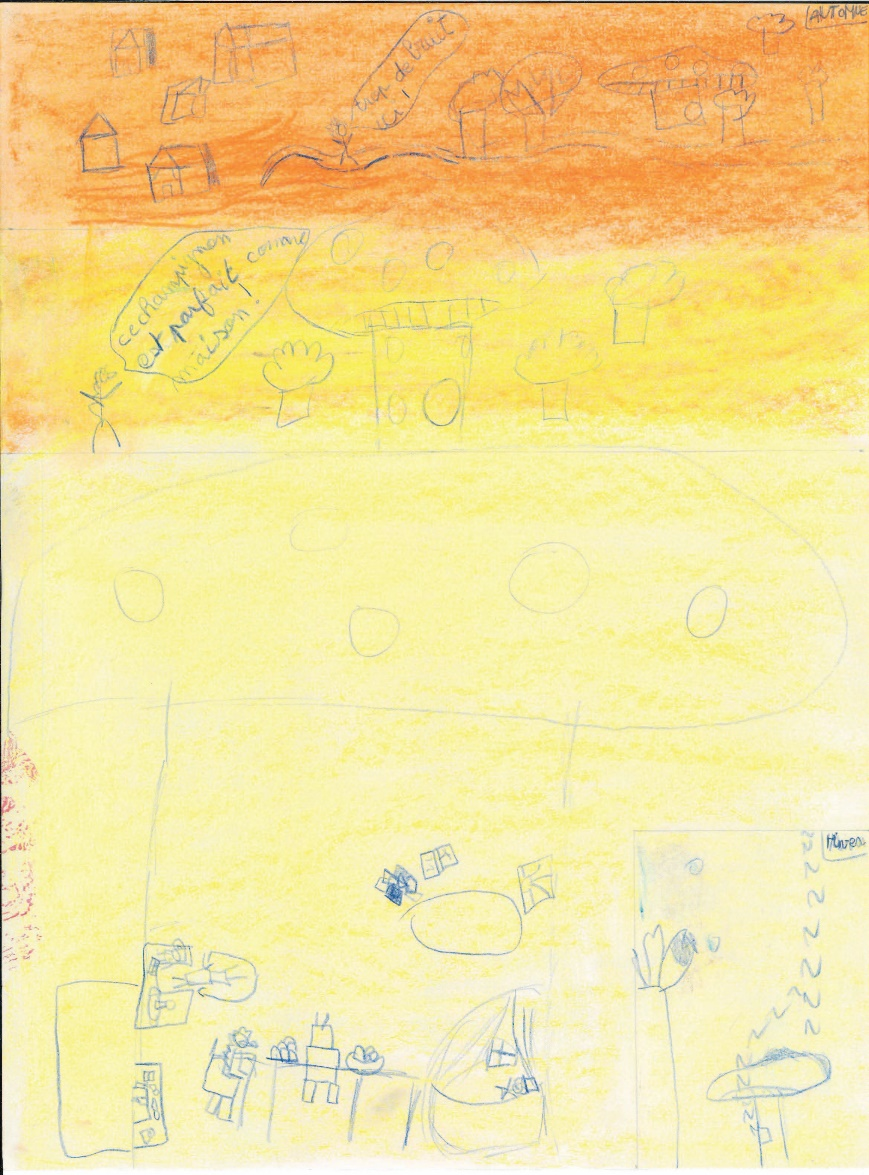 AUTOMNE
trop de bruit
ici !
ce champignon
est parfait comme
maison !
Hiver